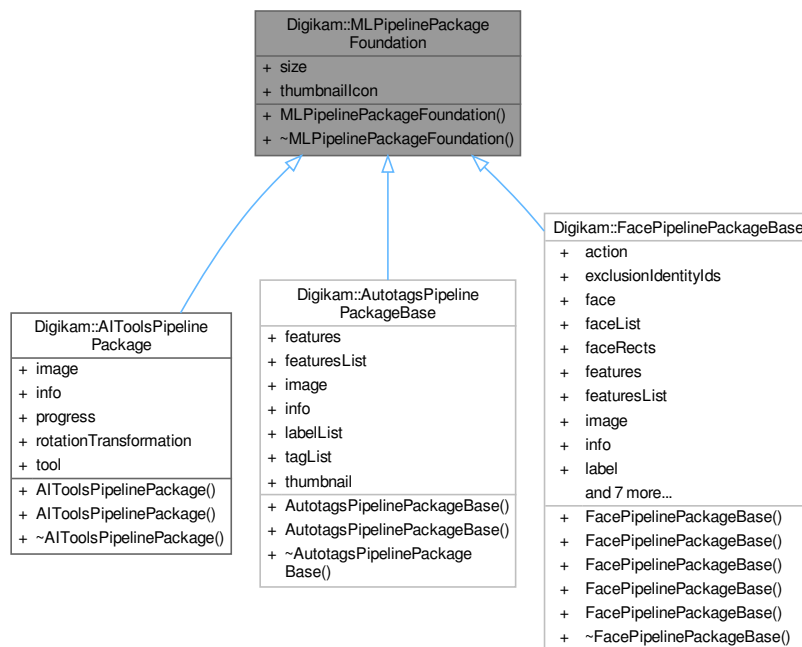 Digikam::MLPipelinePackage
Foundation
+ size
+ thumbnailIcon
+ MLPipelinePackageFoundation()
+ ~MLPipelinePackageFoundation()
Digikam::AIToolsPipeline
Package
+ image
+ info
+ progress
+ rotationTransformation
+ tool
+ AIToolsPipelinePackage()
+ AIToolsPipelinePackage()
+ ~AIToolsPipelinePackage()
Digikam::AutotagsPipeline
PackageBase
+ features
+ featuresList
+ image
+ info
+ labelList
+ tagList
+ thumbnail
+ AutotagsPipelinePackageBase()
+ AutotagsPipelinePackageBase()
+ ~AutotagsPipelinePackage
Base()
Digikam::FacePipelinePackageBase
+ action
+ exclusionIdentityIds
+ face
+ faceList
+ faceRects
+ features
+ featuresList
+ image
+ info
+ label
and 7 more...
+ FacePipelinePackageBase()
+ FacePipelinePackageBase()
+ FacePipelinePackageBase()
+ FacePipelinePackageBase()
+ FacePipelinePackageBase()
+ ~FacePipelinePackageBase()